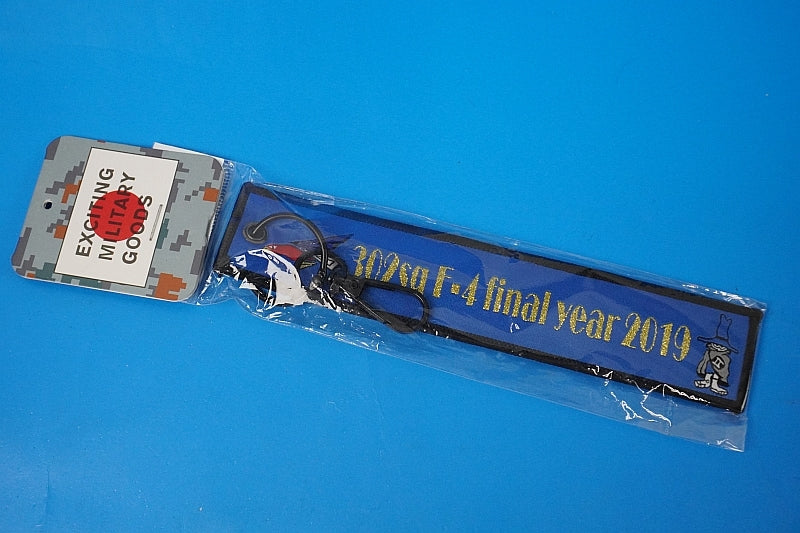 EXCITING
MILITARY
GOODS
302sq F-4 final year 2019